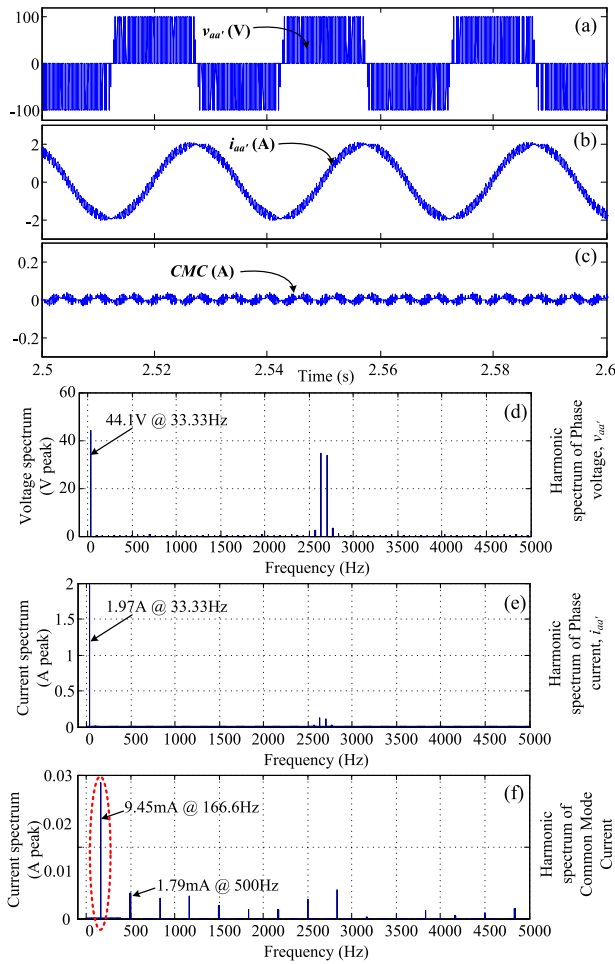 100
0
-100
v_aa' (V)
(a)
2
0
-2
i_aa' (A)
(b)
0.2
0
-0.2
CMC (A)
(c)
2.5
2.52
2.54
2.56
2.58
2.6
Time (s)
60
40
20
0
Voltage spectrum
(V peak)
44.1V @ 33.33Hz
(d)
0
500
1000
1500
2000
2500
3000
3500
4000
4500
5000
Frequency (Hz)
Harmonic
spectrum of Phase
voltage, v_aa'
2
1.5
1
0.5
0
Current spectrum
(A peak)
1.97A @ 33.33Hz
(e)
0
500
1000
1500
2000
2500
3000
3500
4000
4500
5000
Frequency (Hz)
Harmonic
spectrum of Phase
current, i_aa'
0.03
0.02
0.01
0
Current spectrum
(A peak)
9.45mA @ 166.6Hz
1.79mA @ 500Hz
(f)
0
500
1000
1500
2000
2500
3000
3500
4000
4500
5000
Frequency (Hz)
Harmonic
spectrum of
Common Mode
Current